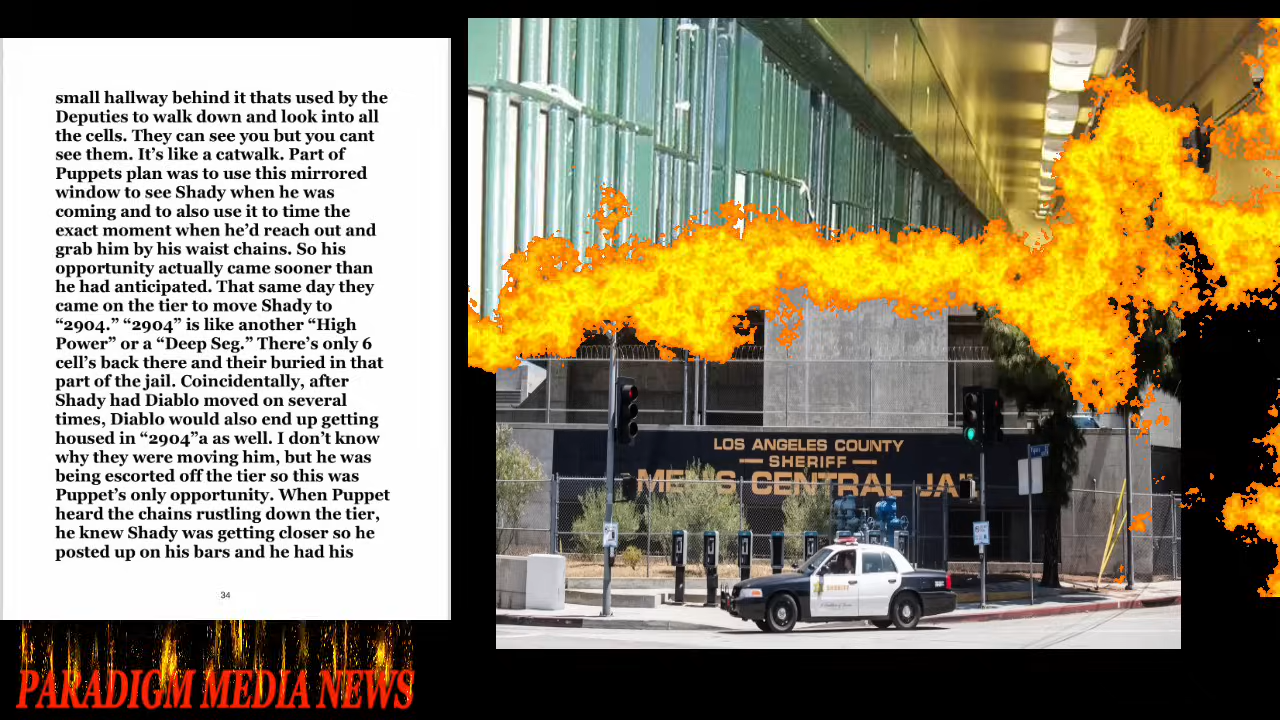 small hallway behind it thats used by the
Deputies to walk down and look into all
the cells. They can see you but you cant
see them. It’s like a catwalk. Part of
Puppets plan was to use this mirrored
window to see Shady when he was
coming and to also use it to time the
exact moment when he’d reach out and
grab him by his waist chains. So his
opportunity actually came sooner than
he had anticipated. That same day they
came on the tier to move Shady to
“2904.” “2904” is like another “High
Power” or a “Deep Seg.” There’s only 6
cell’s back there and their buried in that
part of the jail. Coincidentally, after
Shady had Diablo moved on several
times, Diablo would also end up getting
housed in “2904”a as well. I don’t know
why they were moving him, but he was
being escorted off the tier so this was
Puppet’s only opportunity. When Puppet
heard the chains rustling down the tier,
he knew Shady was getting closer so he
posted up on his bars and he had his
34
LOS ANGELES COUNTY
SHERIFF
MEN'S CENTRAL JAIL
SHERIFF
PARADIGM MEDIA NEWS